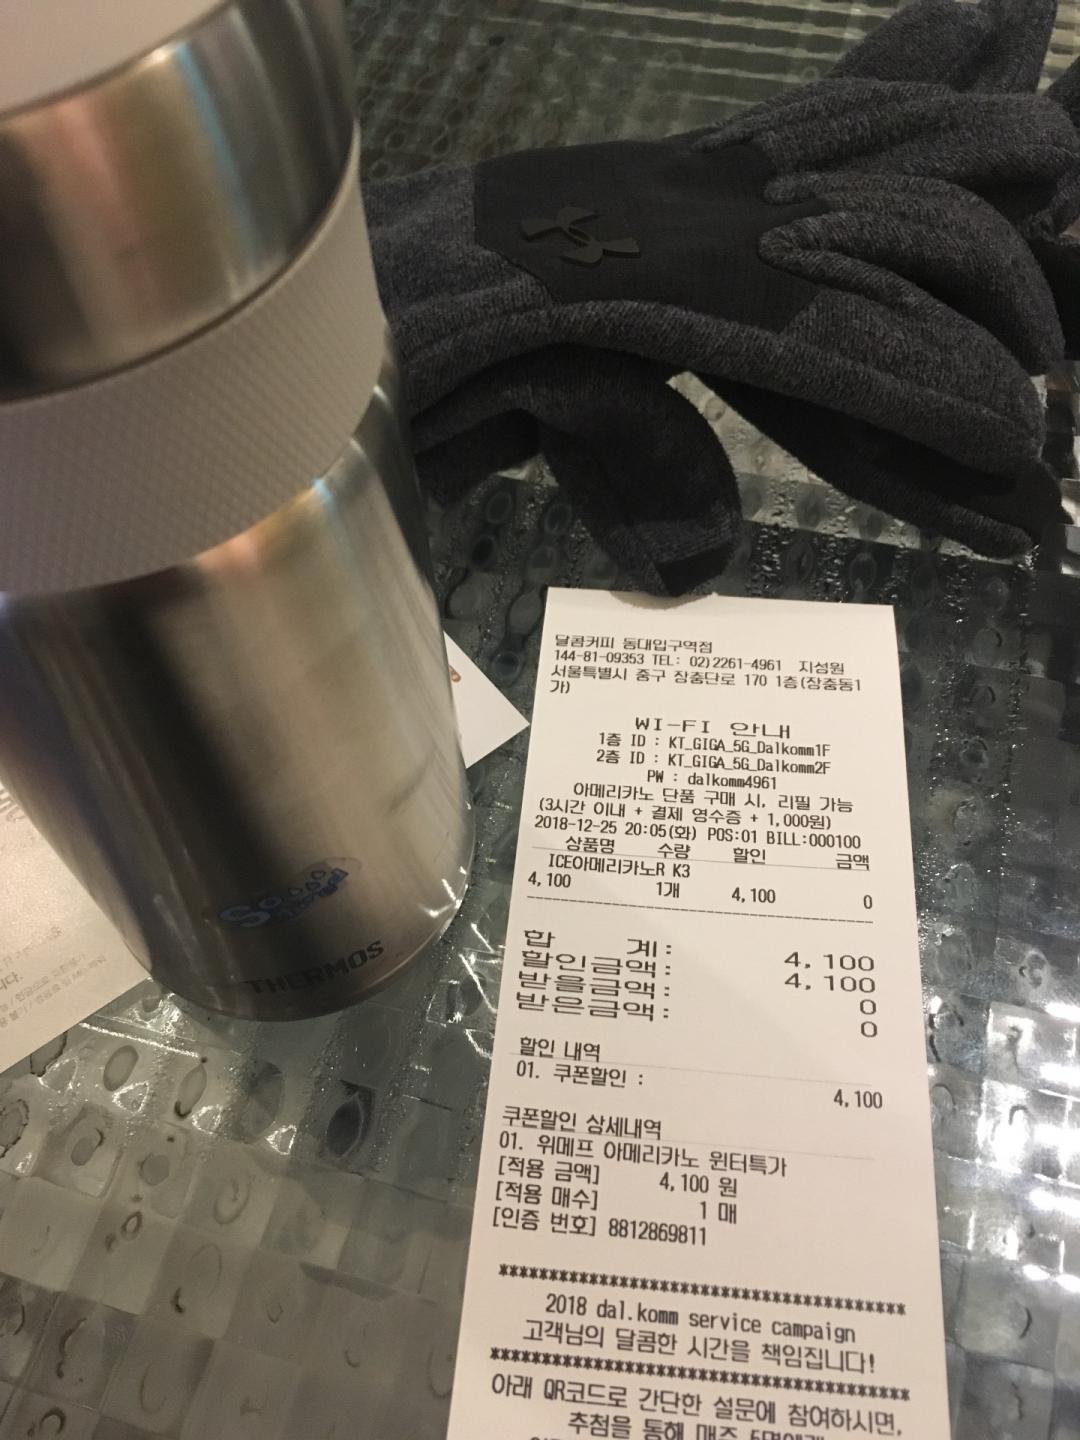 달콤커피 동대입구역점
144-81-09353 TEL: 02)2261-4961 지성원
서울특별시 중구 장충단로 170 1층(장충동1
가)
WI-FI 안내
1층 ID : KT_GIGA_5G_Dalkomm1F
2층 ID : KT_GIGA_5G_Dalkomm2F
PW : dalkomm4961
아메리카노 단품 구매 시, 리필 가능
(3시간 이내 + 결제 영수증 + 1,000원)
2018-12-25 20:05(화) POS:01 BILL:000100
상품명 수량 할인 금액
ICE아메리카노R K3
4,100 1개 4,100 0
합 계: 4,100
할인금액: 4,100
받을금액: 0
받은금액: 0
할인 내역
01. 쿠폰할인 : 4,100
쿠폰할인 상세내역
01. 위메프 아메리카노 윈터특가
[적용 금액] 4,100 원
[적용 매수] 1 매
[인증 번호] 8812869811
****************************************
2018 dal.komm service campaign
고객님의 달콤한 시간을 책임집니다!
****************************************
아래 QR코드로 간단한 설문에 참여하시면,
추첨을 통해 매주 5명에게
THERMOS